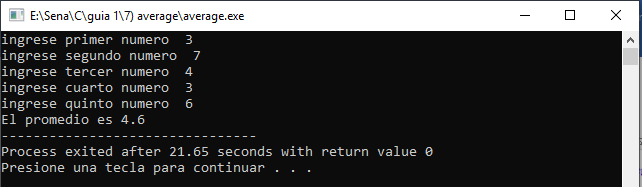 E:\Sena\C\guia 1\7) average\average.exe
ingrese primer numero  3
ingrese segundo numero  7
ingrese tercer numero  4
ingrese cuarto numero  3
ingrese quinto numero  6
El promedio es 4.6
--------------------------------
Process exited after 21.65 seconds with return value 0
Presione una tecla para continuar . . .